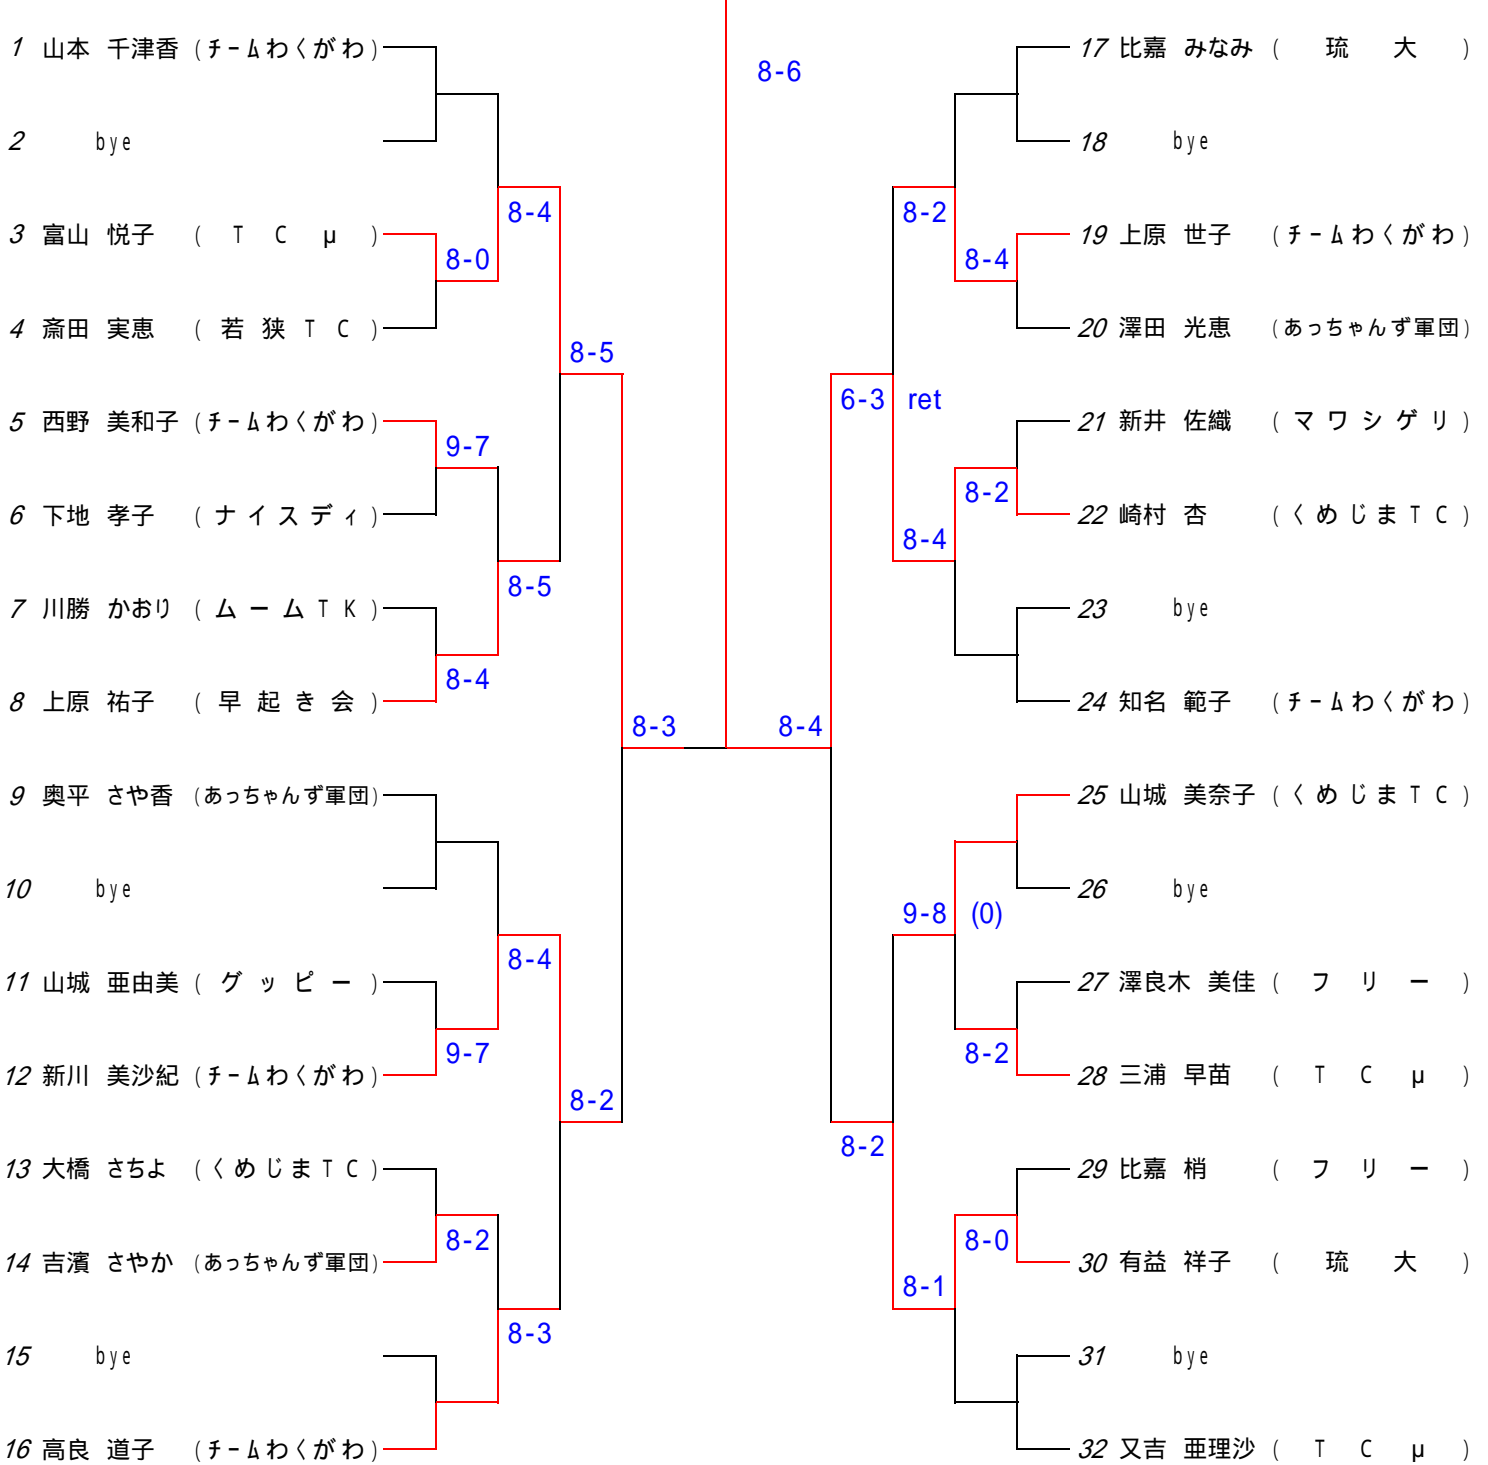 8-6
1 山本 千津香 (チームわくがわ)
2 bye
8-4
3 富山 悦子 (TCμ)
8-0
4 斎田 実恵 (若狭TC)
8-5
5 西野 美和子 (チームわくがわ)
9-7
6 下地 孝子 (ナイスディ)
8-5
7 川勝 かおり (ムームTK)
8-4
8 上原 祐子 (早起き会)
8-3
9 奥平 さや香 (あっちゃんず軍団)
10 bye
8-4
11 山城 亜由美 (グッピー)
9-7
12 新川 美沙紀 (チームわくがわ)
8-2
13 大橋 さちよ (くめじまTC)
8-2
14 吉濱 さやか (あっちゃんず軍団)
8-3
15 bye
16 高良 道子 (チームわくがわ)
17 比嘉 みなみ (琉大)
18 bye
8-2
19 上原 世子 (チームわくがわ)
8-4
20 澤田 光恵 (あっちゃんず軍団)
6-3 ret
21 新井 佐織 (マワシゲリ)
8-2
22 崎村 杏 (くめじまTC)
8-4
23 bye
24 知名 範子 (チームわくがわ)
8-4
25 山城 美奈子 (くめじまTC)
26 bye
9-8 (0)
27 澤良木 美佳 (フリー)
8-2
28 三浦 早苗 (TCμ)
8-2
29 比嘉 梢 (フリー)
8-0
30 有益 祥子 (琉大)
8-1
31 bye
32 又吉 亜理沙 (TCμ)